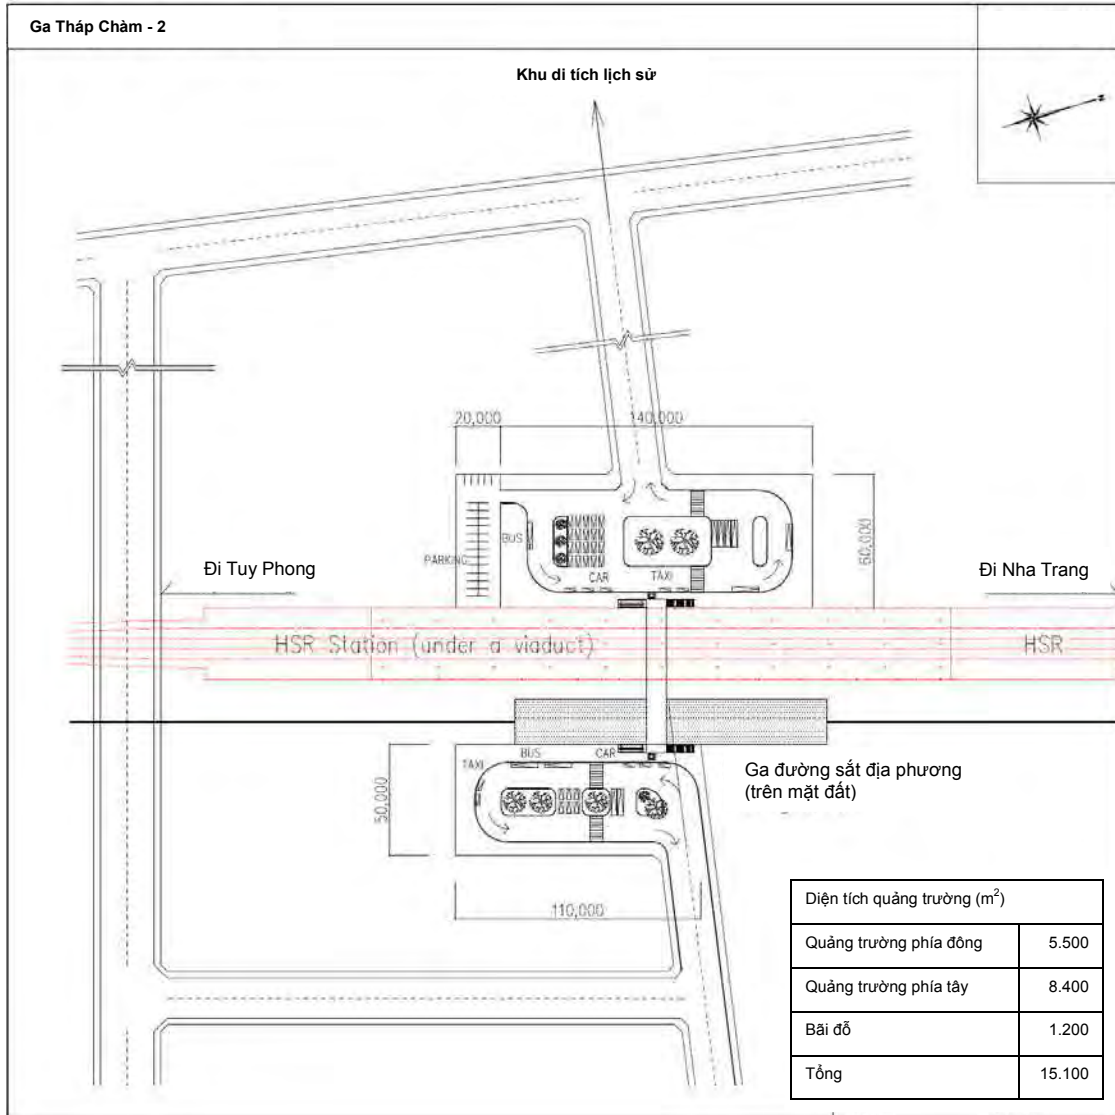 Ga Tháp Chàm - 2
Khu di tích lịch sử
N
20,000
140,000
BUS
PARKING
CAR
TAXI
60,000
Đi Tuy Phong
Đi Nha Trang
HSR Station (under a viaduct)
HSR
TAXI
BUS
CAR
50,000
Ga đường sắt địa phương
(trên mặt đất)
110,000
Diện tích quảng trường (m²)
Quảng trường phía đông 5.500
Quảng trường phía tây 8.400
Bãi đỗ 1.200
Tổng 15.100